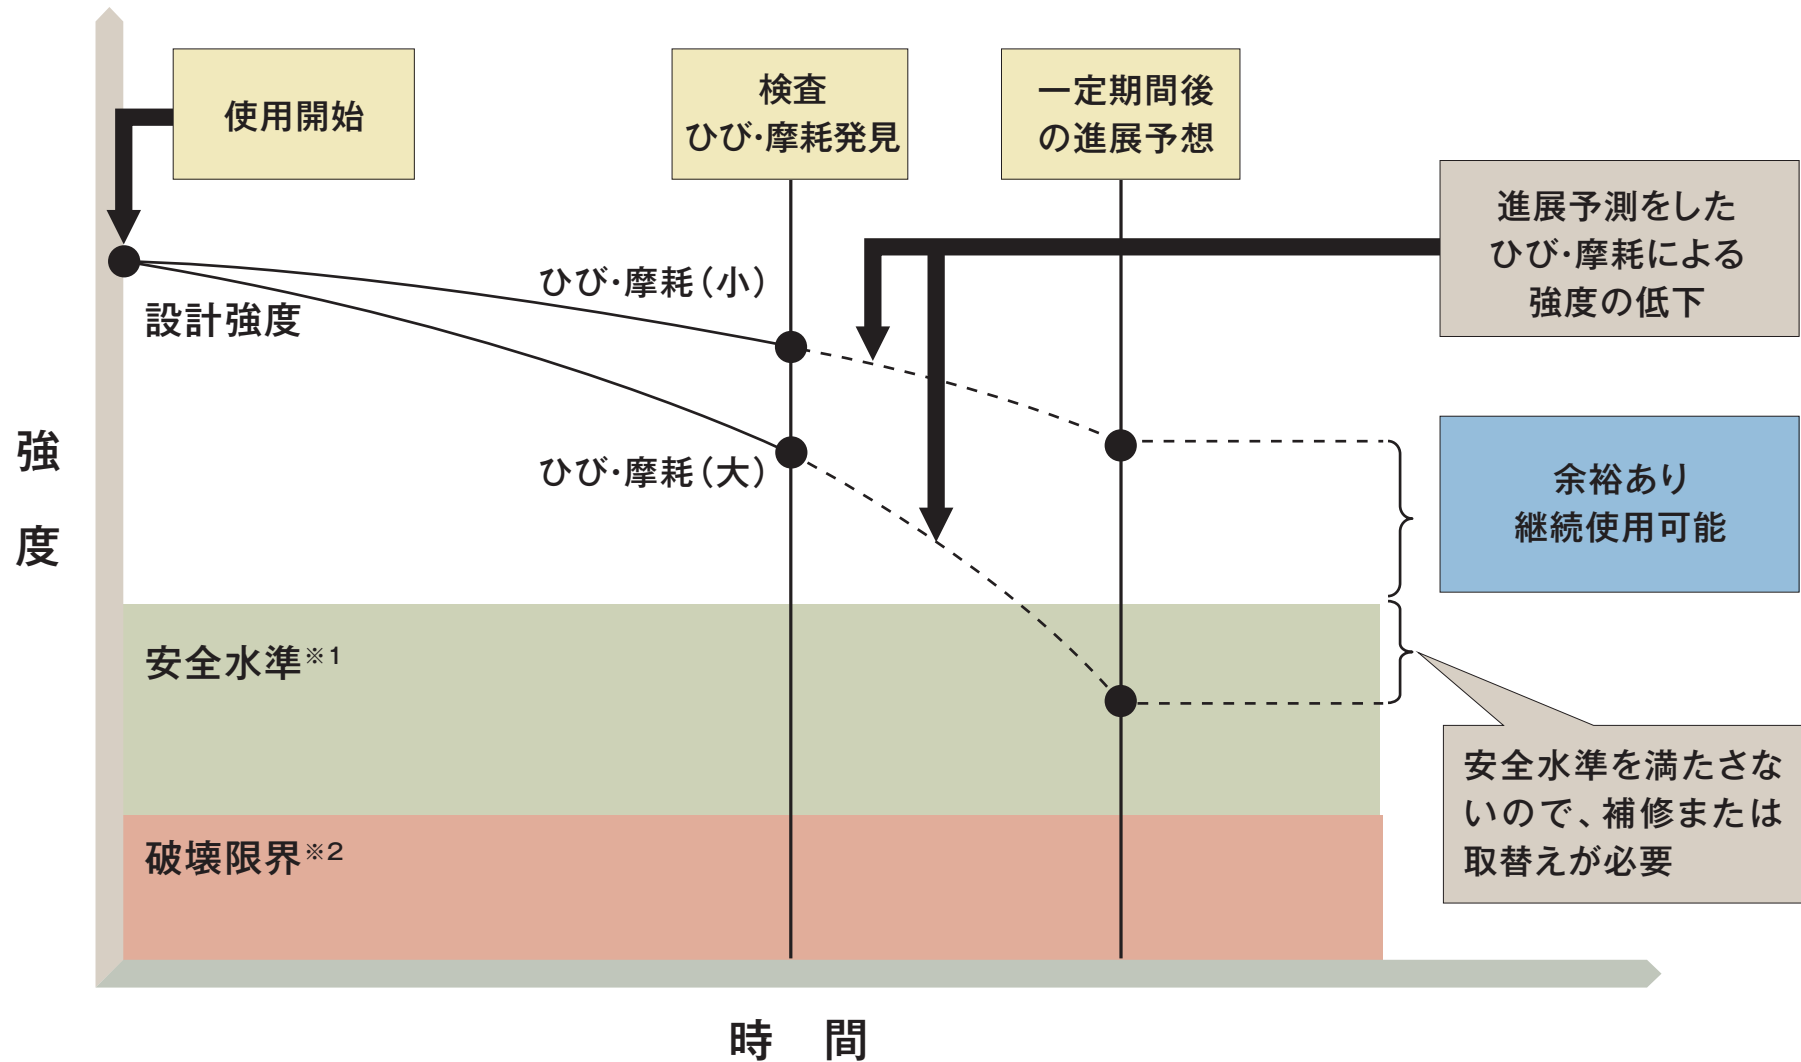 使用開始
検査
ひび・摩耗発見
一定期間後
の進展予想
進展予測をした
ひび・摩耗による
強度の低下
ひび・摩耗(小)
設計強度
ひび・摩耗(大)
強度
余裕あり
継続使用可能
安全水準※1
安全水準を満たさな
いので、補修または
取替えが必要
破壊限界※2
時 間